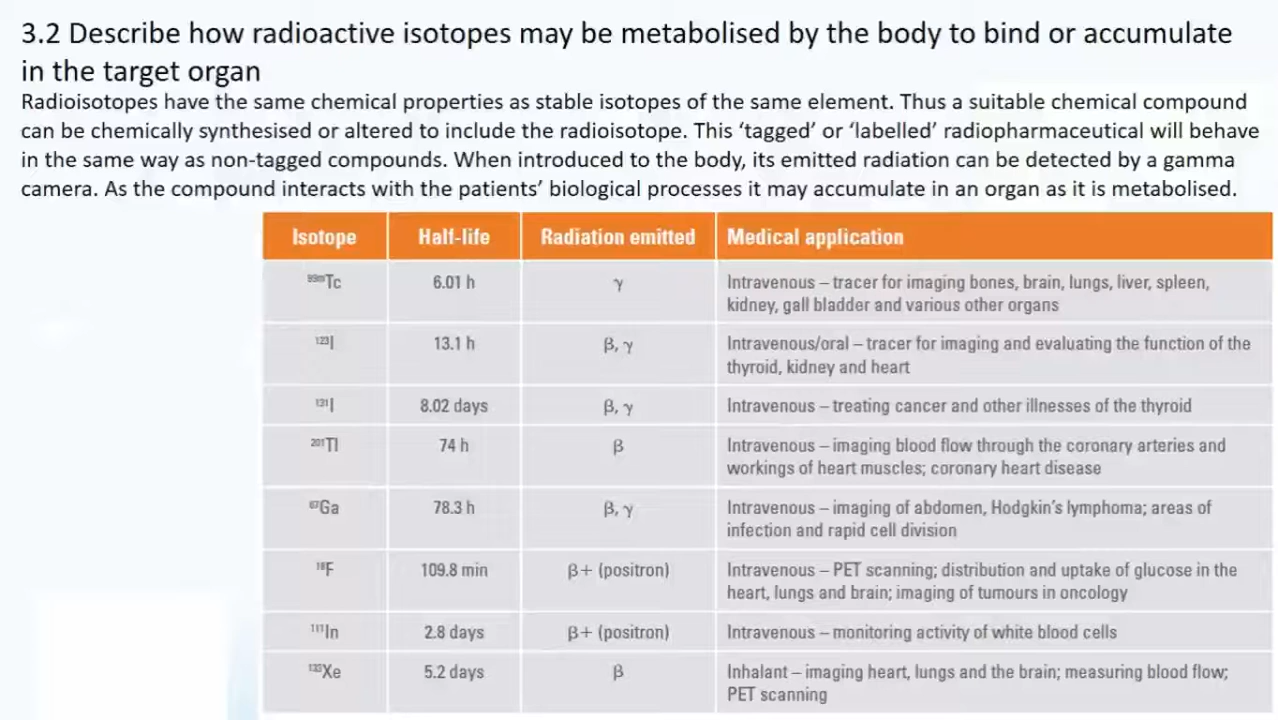 3.2 Describe how radioactive isotopes may be metabolised by the body to bind or accumulate
in the target organ
Radioisotopes have the same chemical properties as stable isotopes of the same element. Thus a suitable chemical compound
can be chemically synthesised or altered to include the radioisotope. This ‘tagged’ or ‘labelled’ radiopharmaceutical will behave
in the same way as non-tagged compounds. When introduced to the body, its emitted radiation can be detected by a gamma
camera. As the compound interacts with the patients’ biological processes it may accumulate in an organ as it is metabolised.
Isotope Half-life Radiation emitted Medical application
⁹⁹ᵐTc 6.01 h γ Intravenous – tracer for imaging bones, brain, lungs, liver, spleen,
kidney, gall bladder and various other organs
¹²³I 13.1 h β, γ Intravenous/oral – tracer for imaging and evaluating the function of the
thyroid, kidney and heart
¹³¹I 8.02 days β, γ Intravenous – treating cancer and other illnesses of the thyroid
²⁰¹Tl 74 h β Intravenous – imaging blood flow through the coronary arteries and
workings of heart muscles; coronary heart disease
⁶⁷Ga 78.3 h β, γ Intravenous – imaging of abdomen, Hodgkin’s lymphoma; areas of
infection and rapid cell division
¹⁸F 109.8 min β+ (positron) Intravenous – PET scanning; distribution and uptake of glucose in the
heart, lungs and brain; imaging of tumours in oncology
¹¹¹In 2.8 days β+ (positron) Intravenous – monitoring activity of white blood cells
¹³³Xe 5.2 days β Inhalant – imaging heart, lungs and the brain; measuring blood flow;
PET scanning